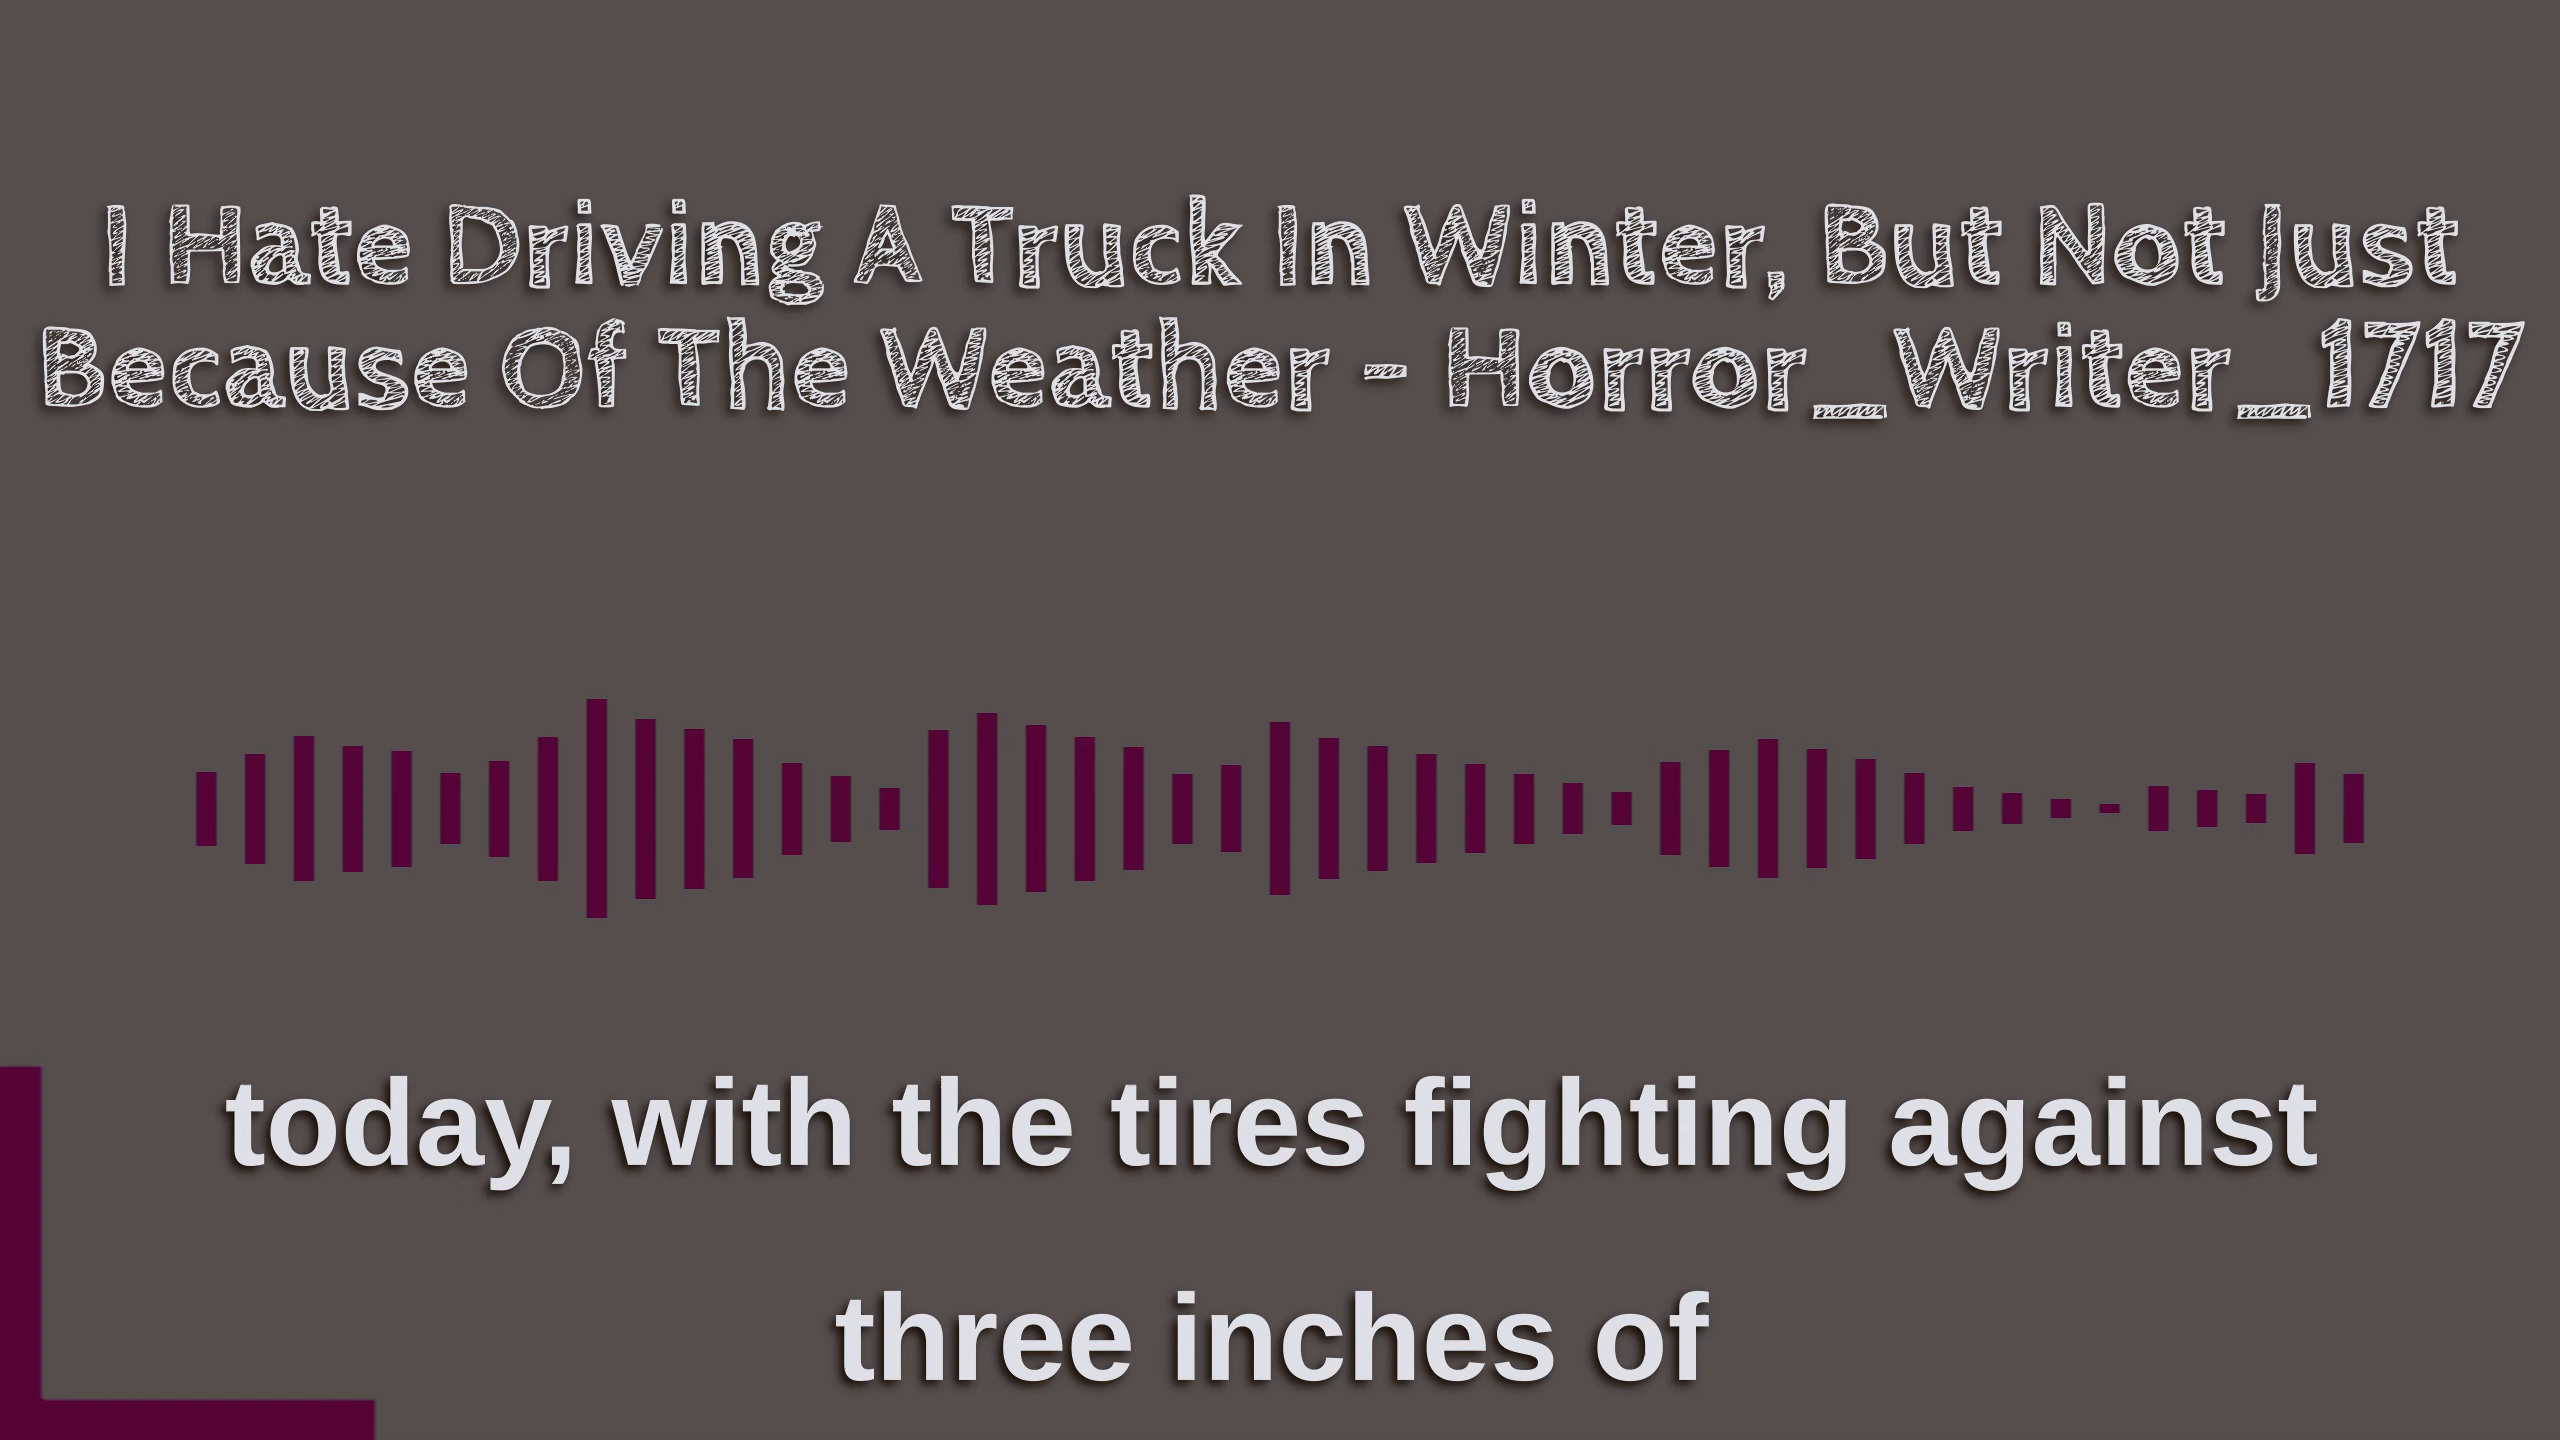 I Hate Driving A Truck In Winter, But Not Just
Because Of The Weather - Horror_Writer_1717
today, with the tires fighting against
three inches of